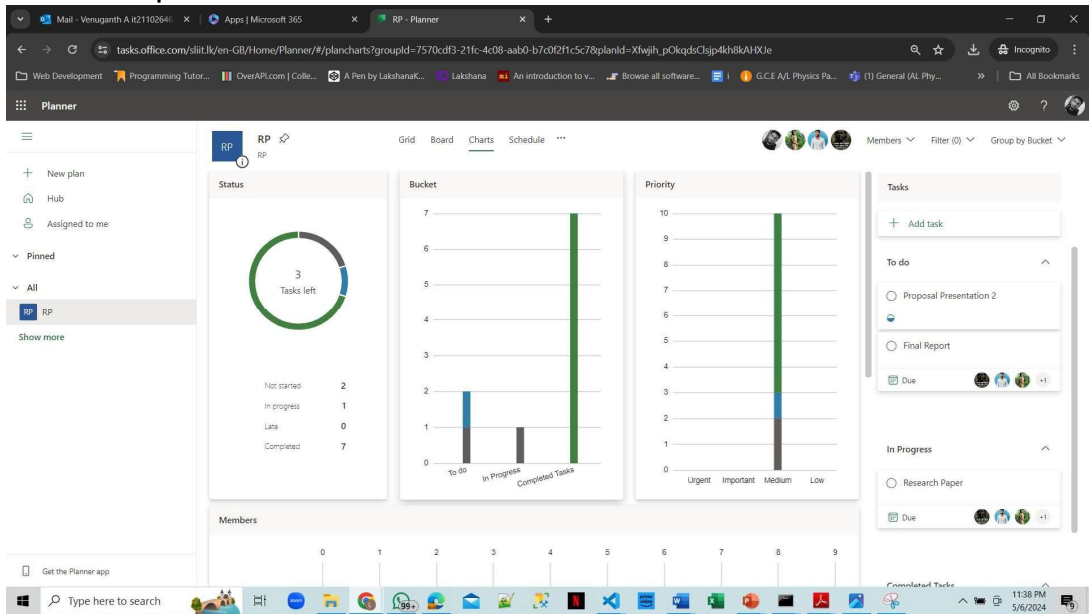 Mail - Venuganth A it21102646
Apps | Microsoft 365
RP - Planner
tasks.office.com/sliit.lk/en-GB/Home/Planner/#/plancharts?groupId=7570cdf3-21fc-4c08-aab0-b7c0f2f1c5c7&planId=Xfwjih_pOkqdsClsjp4kh8kAHXJe
Incognito
Web Development
Programming Tutor...
OverAPI.com | Colle...
A Pen by LakshanaK...
Lakshana
An introduction to v...
Browse all software...
i
G.C.E A/L Physics Pa...
(1) General (AL Phy...
All Bookmarks
Planner
RP
RP
RP
Grid
Board
Charts
Schedule
Members
Filter (0)
Group by Bucket
New plan
Hub
Assigned to me
Pinned
All
RP RP
Show more
Get the Planner app
Status
3
Tasks left
Not started 2
In progress 1
Late 0
Completed 7
Bucket
7
6
5
4
3
2
1
0
To do
In Progress
Completed Tasks
Priority
10
9
8
7
6
5
4
3
2
1
0
Urgent Important Medium Low
Members
0 1 2 3 4 5 6 7 8 9
Tasks
Add task
To do
Proposal Presentation 2
Final Report
Due
+1
In Progress
Research Paper
Due
+1
Completed Tasks
Type here to search
99+
11:38 PM
5/6/2024